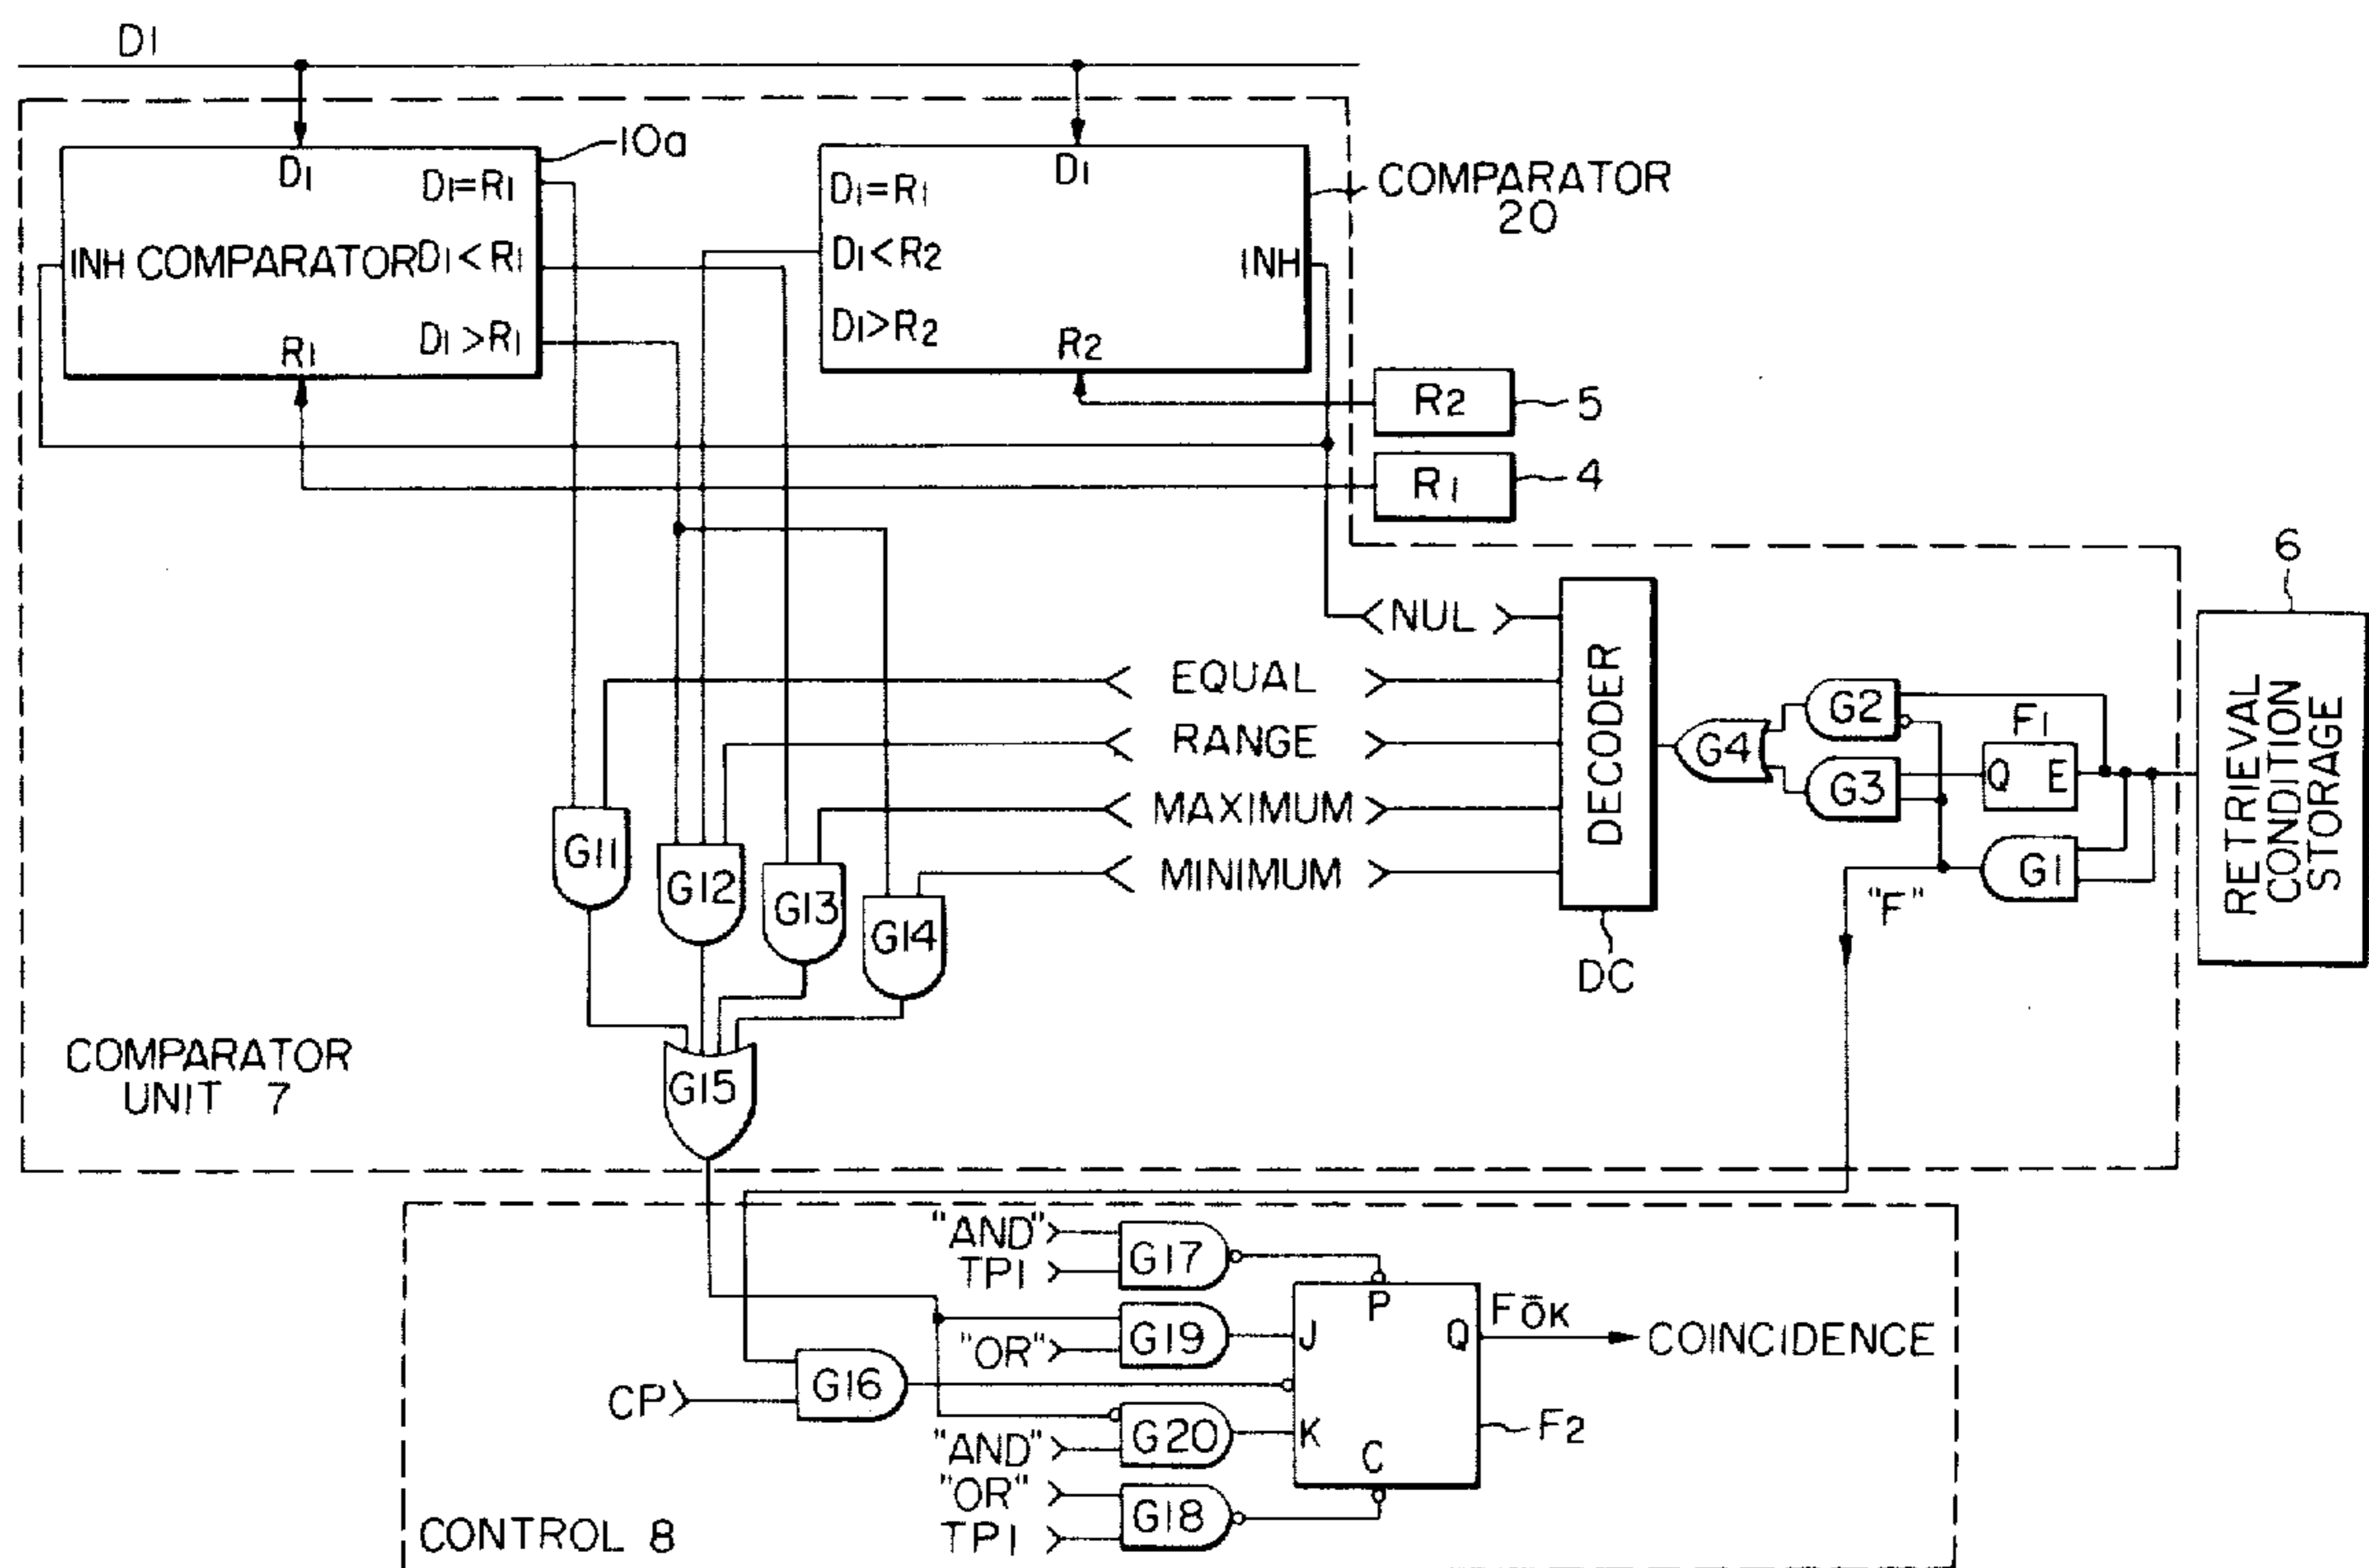 D1
10a
D1
D1=R1
INH COMPARATOR D1<R1
D1>R1
R1
D1
D1=R1
D1<R2
D1>R2
INH
R2
COMPARATOR
20
R2
5
R1
4
6
NUL
EQUAL
RANGE
MAXIMUM
MINIMUM
DECODER
DC
G4
G2
G3
F1
Q E
G1
"F"
RETRIEVAL
CONDITION
STORAGE
G11
G12
G13
G14
G15
COMPARATOR
UNIT 7
"AND"
TP1
G17
"OR"
G19
CP
G16
"AND"
G20
"OR"
TP1
G18
P
J
Q
K
C
FŌK
COINCIDENCE
F2
CONTROL 8